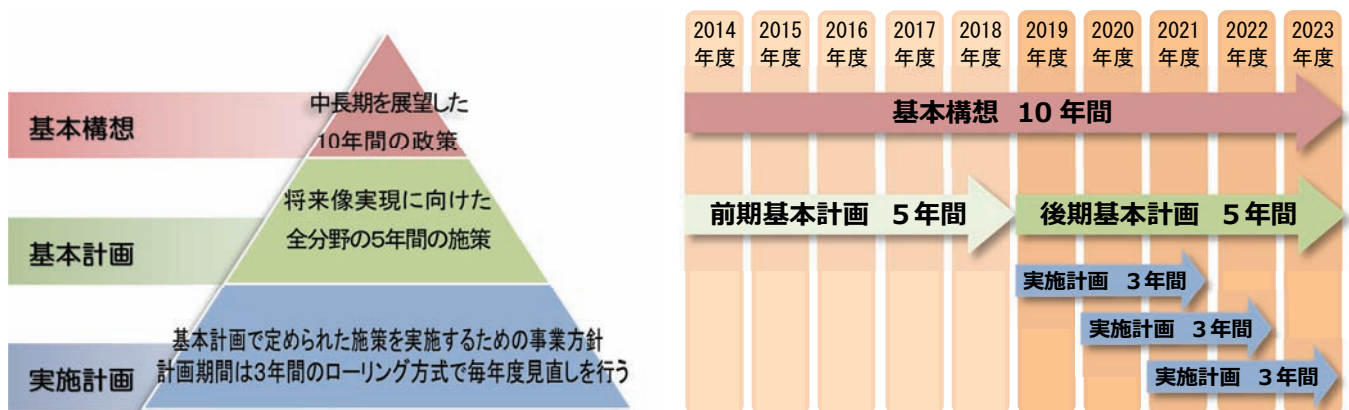 基本構想
中長期を展望した
10年間の政策
基本計画
将来像実現に向けた
全分野の5年間の施策
実施計画
基本計画で定められた施策を実施するための事業方針
計画期間は3年間のローリング方式で毎年度見直しを行う
2014
年度
2015
年度
2016
年度
2017
年度
2018
年度
2019
年度
2020
年度
2021
年度
2022
年度
2023
年度
基本構想 10 年間
前期基本計画 5年間
後期基本計画 5年間
実施計画 3年間
実施計画 3年間
実施計画 3年間